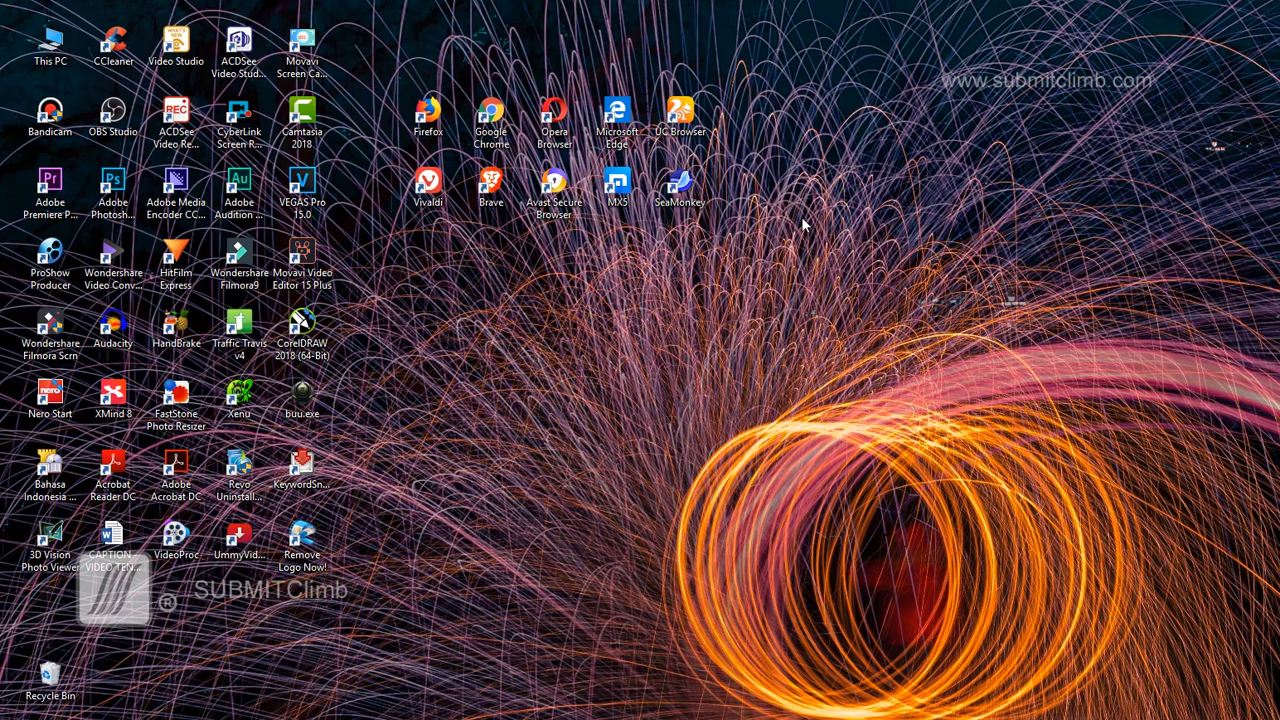 This PC
CCleaner
Video Studio
ACDSee
Video Stud...
Movavi
Screen Ca...
www.submitclimb.com
Bandicam
OBS Studio
REC
ACDSee
Video Re...
CyberLink
Screen R...
Camtasia
2018
Firefox
Google
Chrome
Opera
Browser
Microsoft
Edge
UC Browser
Pr
Adobe
Premiere P...
Ps
Adobe
Photosh...
Adobe Media
Encoder CC...
Au
Adobe
Audition ...
V
VEGAS Pro
15.0
Vivaldi
Brave
Avast Secure
Browser
MX5
SeaMonkey
ProShow
Producer
Wondershare
Video Conv...
HitFilm
Express
Wondershare
Filmora9
Movavi Video
Editor 15 Plus
Wondershare
Filmora Scrn
Audacity
HandBrake
Traffic Travis
v4
CorelDRAW
2018 (64-Bit)
nero
Nero Start
XMind 8
FastStone
Photo Resizer
Xenu
buu.exe
Bahasa
Indonesia ...
Acrobat
Reader DC
Adobe
Acrobat DC
Revo
Uninstall...
KeywordSn...
3D Vision
Photo Viewer
CAPTION
VIDEO TEN...
VideoProc
UmmyVid...
Remove
Logo Now!
® SUBMITClimb
Recycle Bin